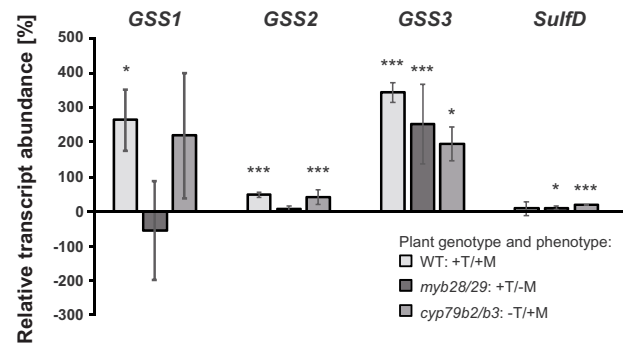 GSS1 GSS2 GSS3 SulfD
Relative transcript abundance [%]
500
400
300
200
100
0
-100
-200
-300
* *** *** *** *** * * ***
Plant genotype and phenotype:
WT: +T/+M
myb28/29: +T/-M
cyp79b2/b3: -T/+M